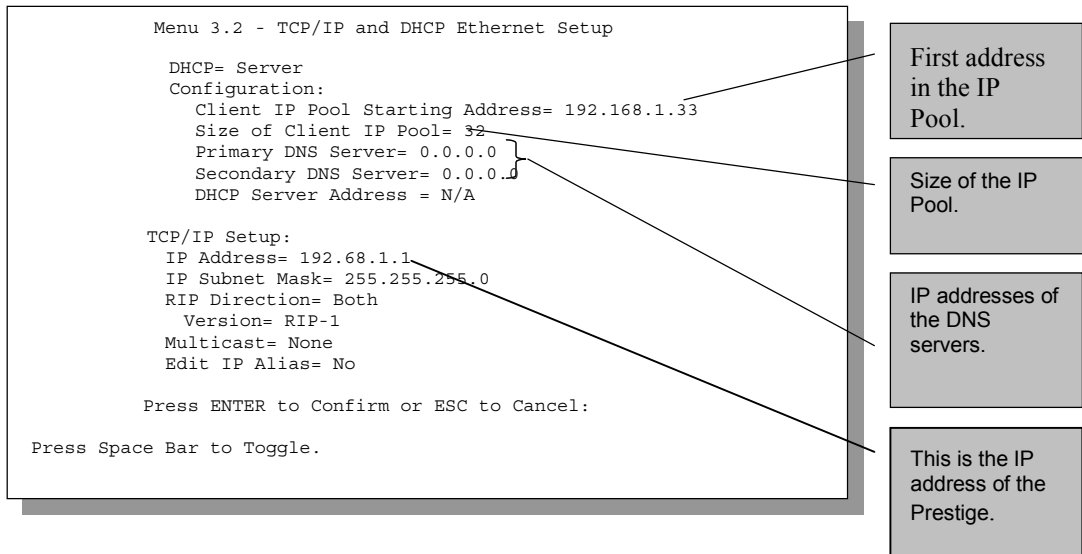 Menu 3.2 - TCP/IP and DHCP Ethernet Setup
DHCP= Server
Configuration:
Client IP Pool Starting Address= 192.168.1.33
Size of Client IP Pool= 32
Primary DNS Server= 0.0.0.0
Secondary DNS Server= 0.0.0.0
DHCP Server Address = N/A
TCP/IP Setup:
IP Address= 192.68.1.1
IP Subnet Mask= 255.255.255.0
RIP Direction= Both
Version= RIP-1
Multicast= None
Edit IP Alias= No
Press ENTER to Confirm or ESC to Cancel:
Press Space Bar to Toggle.
First address
in the IP
Pool.
Size of the IP
Pool.
IP addresses of
the DNS
servers.
This is the IP
address of the
Prestige.